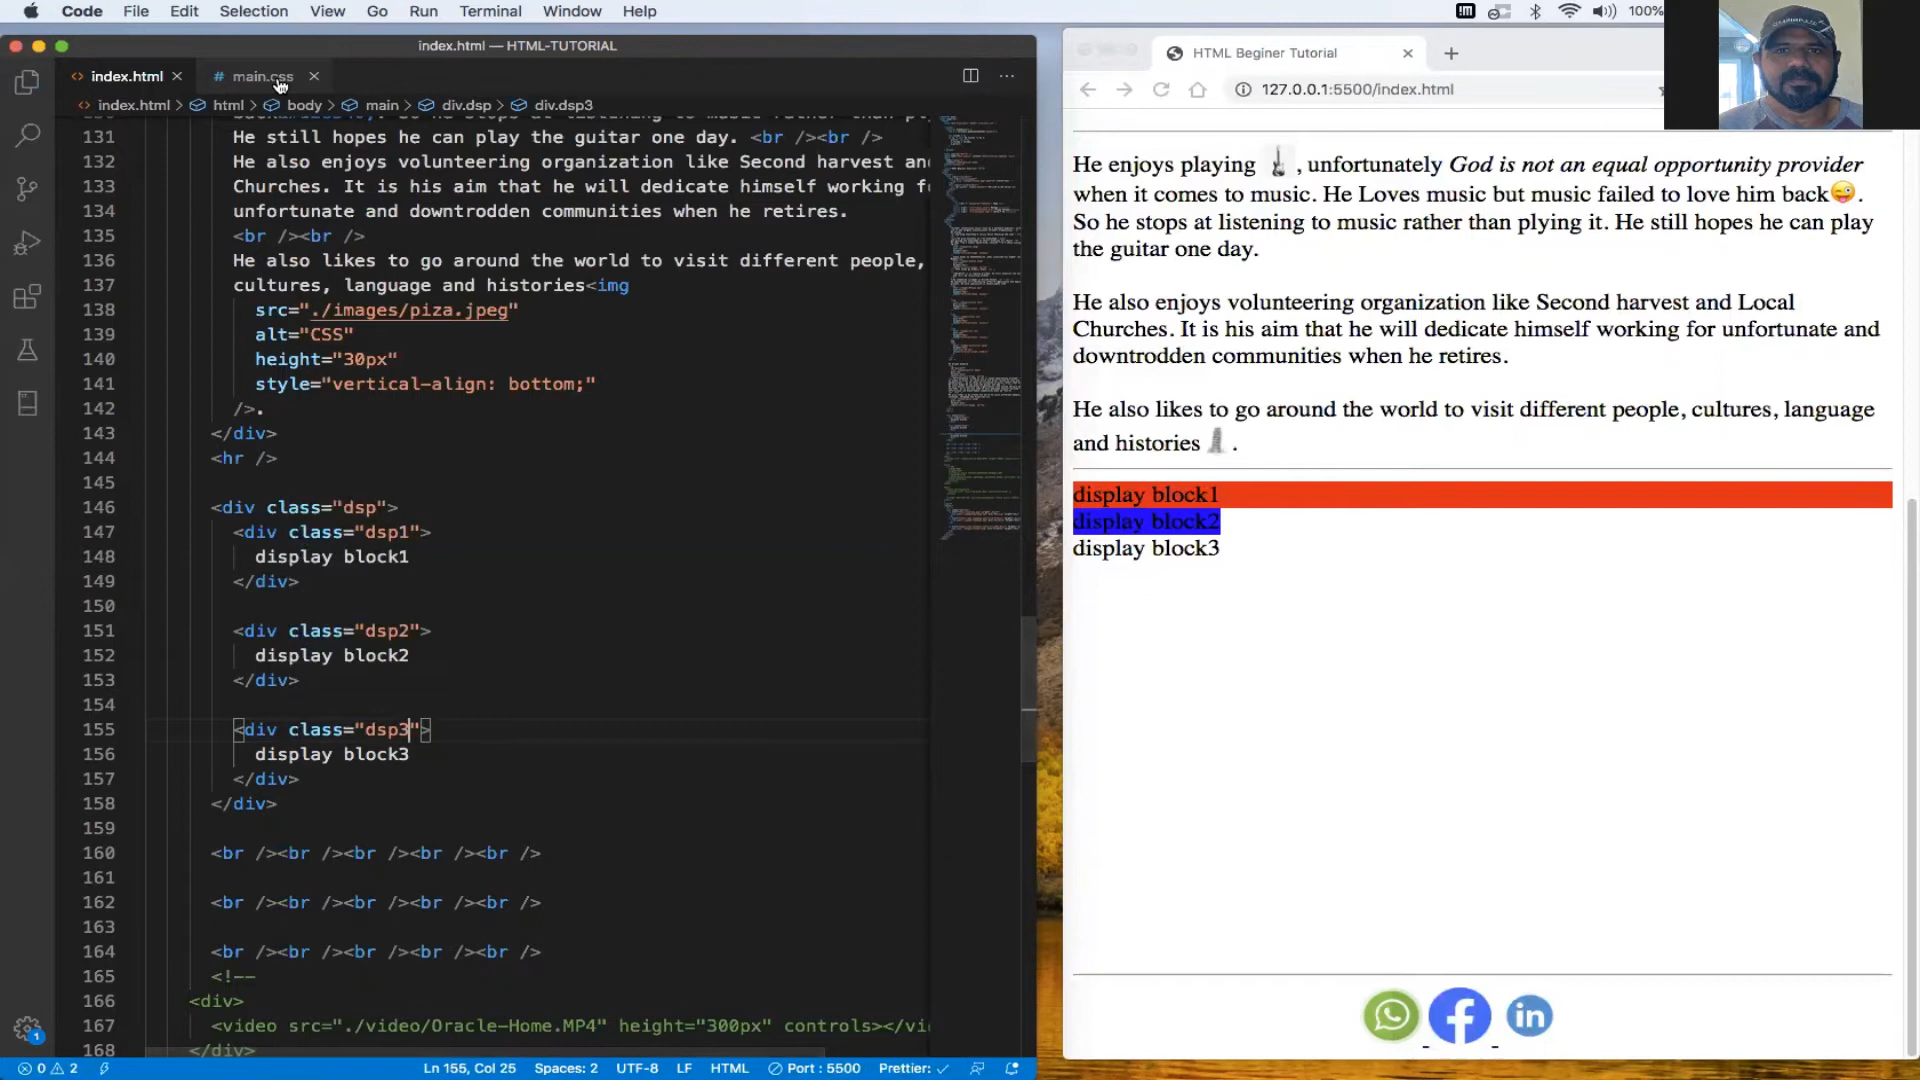 Code File Edit Selection View Go Run Terminal Window Help
100%
index.html — HTML-TUTORIAL
index.html
main.css
index.html > html > body > main > div.dsp > div.dsp3
131 He still hopes he can play the guitar one day. <br /><br />
132 He also enjoys volunteering organization like Second harvest an
133 Churches. It is his aim that he will dedicate himself working f
134 unfortunate and downtrodden communities when he retires.
135 <br /><br />
136 He also likes to go around the world to visit different people,
137 cultures, language and histories<img
138 src="./images/piza.jpeg"
139 alt="CSS"
140 height="30px"
141 style="vertical-align: bottom;"
142 />.
143 </div>
144 <hr />
145
146 <div class="dsp">
147 <div class="dsp1">
148 display block1
149 </div>
150
151 <div class="dsp2">
152 display block2
153 </div>
154
155 <div class="dsp3">
156 display block3
157 </div>
158 </div>
159
160 <br /><br /><br /><br /><br />
161
162 <br /><br /><br /><br /><br />
163
164 <br /><br /><br /><br /><br />
165 <!--
166 <div>
167 <video src="./video/Oracle-Home.MP4" height="300px" controls></vi
168 </div>
1
0 2
Ln 155, Col 25 Spaces: 2 UTF-8 LF HTML Port : 5500 Prettier: ✓
HTML Beginer Tutorial
127.0.0.1:5500/index.html
He enjoys playing , unfortunately God is not an equal opportunity provider
when it comes to music. He Loves music but music failed to love him back😜.
So he stops at listening to music rather than plying it. He still hopes he can play
the guitar one day.
He also enjoys volunteering organization like Second harvest and Local
Churches. It is his aim that he will dedicate himself working for unfortunate and
downtrodden communities when he retires.
He also likes to go around the world to visit different people, cultures, language
and histories .
display block1
display block2
display block3
f
in